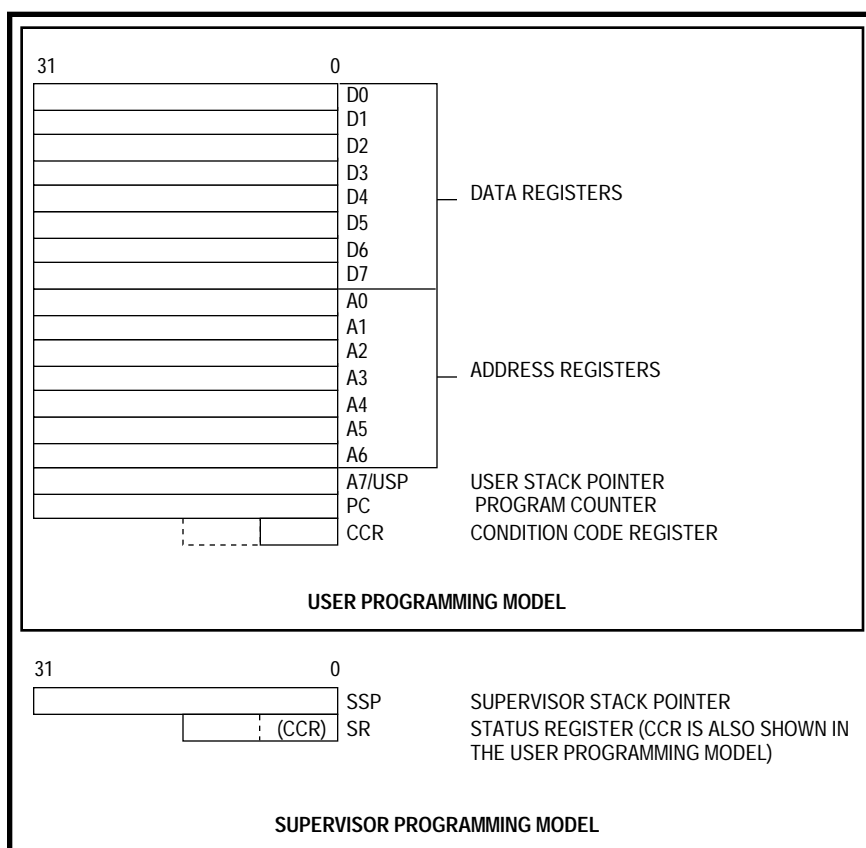 31 0
D0
D1
D2
D3
D4 DATA REGISTERS
D5
D6
D7
A0
A1
A2
A3 ADDRESS REGISTERS
A4
A5
A6
A7/USP USER STACK POINTER
PC PROGRAM COUNTER
CCR CONDITION CODE REGISTER
USER PROGRAMMING MODEL
31 0
SSP SUPERVISOR STACK POINTER
(CCR) SR STATUS REGISTER (CCR IS ALSO SHOWN IN
THE USER PROGRAMMING MODEL)
SUPERVISOR PROGRAMMING MODEL